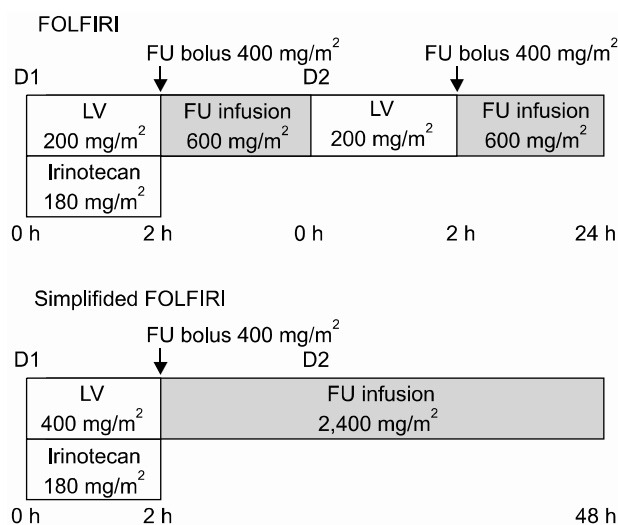 FOLFIRI
FU bolus 400 mg/m² FU bolus 400 mg/m²
D1 D2
LV FU infusion LV FU infusion
200 mg/m² 600 mg/m² 200 mg/m² 600 mg/m²
Irinotecan
180 mg/m²
0 h 2 h 0 h 2 h 24 h
Simplifided FOLFIRI
FU bolus 400 mg/m²
D1 D2
LV FU infusion
400 mg/m² 2,400 mg/m²
Irinotecan
180 mg/m²
0 h 2 h 48 h